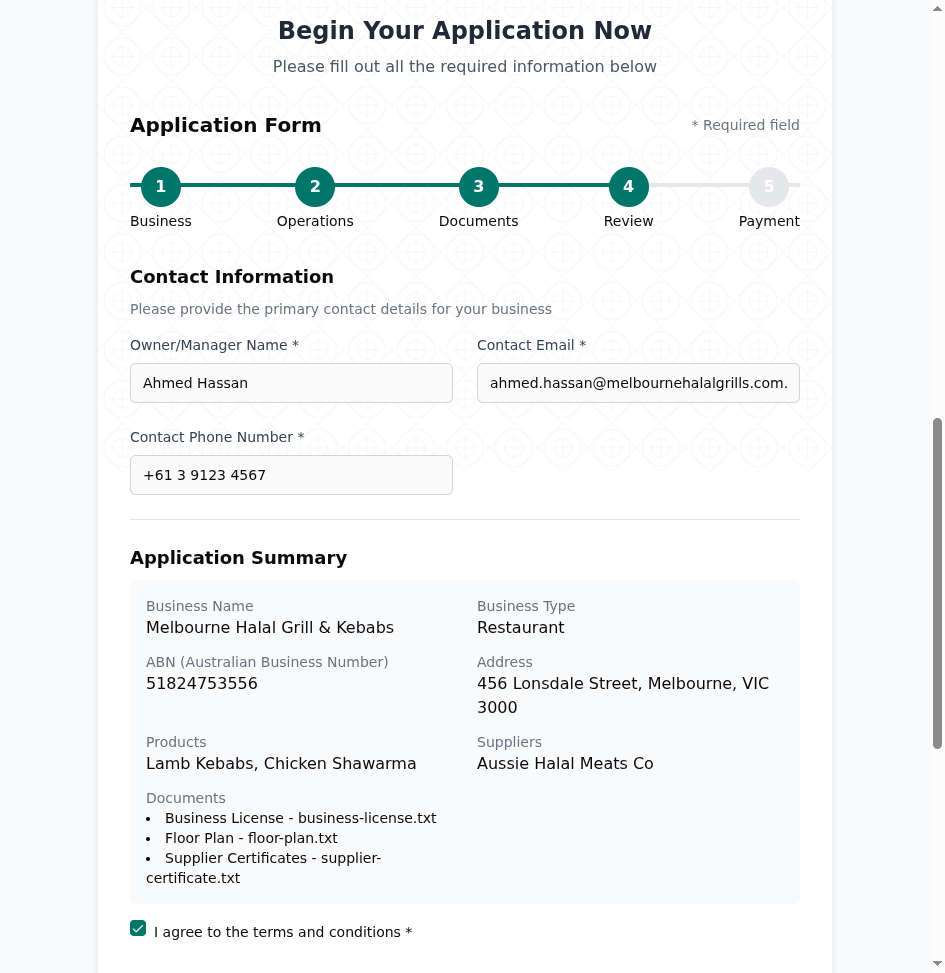 Begin Your Application Now
Please fill out all the required information below
Application Form
* Required field
1
2
3
4
5
Business
Operations
Documents
Review
Payment
Contact Information
Please provide the primary contact details for your business
Owner/Manager Name *
Contact Email *
Ahmed Hassan
ahmed.hassan@melbournehalalgrills.com.
Contact Phone Number *
+61 3 9123 4567
Application Summary
Business Name
Melbourne Halal Grill & Kebabs
Business Type
Restaurant
ABN (Australian Business Number)
51824753556
Address
456 Lonsdale Street, Melbourne, VIC
3000
Products
Lamb Kebabs, Chicken Shawarma
Suppliers
Aussie Halal Meats Co
Documents
• Business License - business-license.txt
• Floor Plan - floor-plan.txt
• Supplier Certificates - supplier-
certificate.txt
I agree to the terms and conditions *